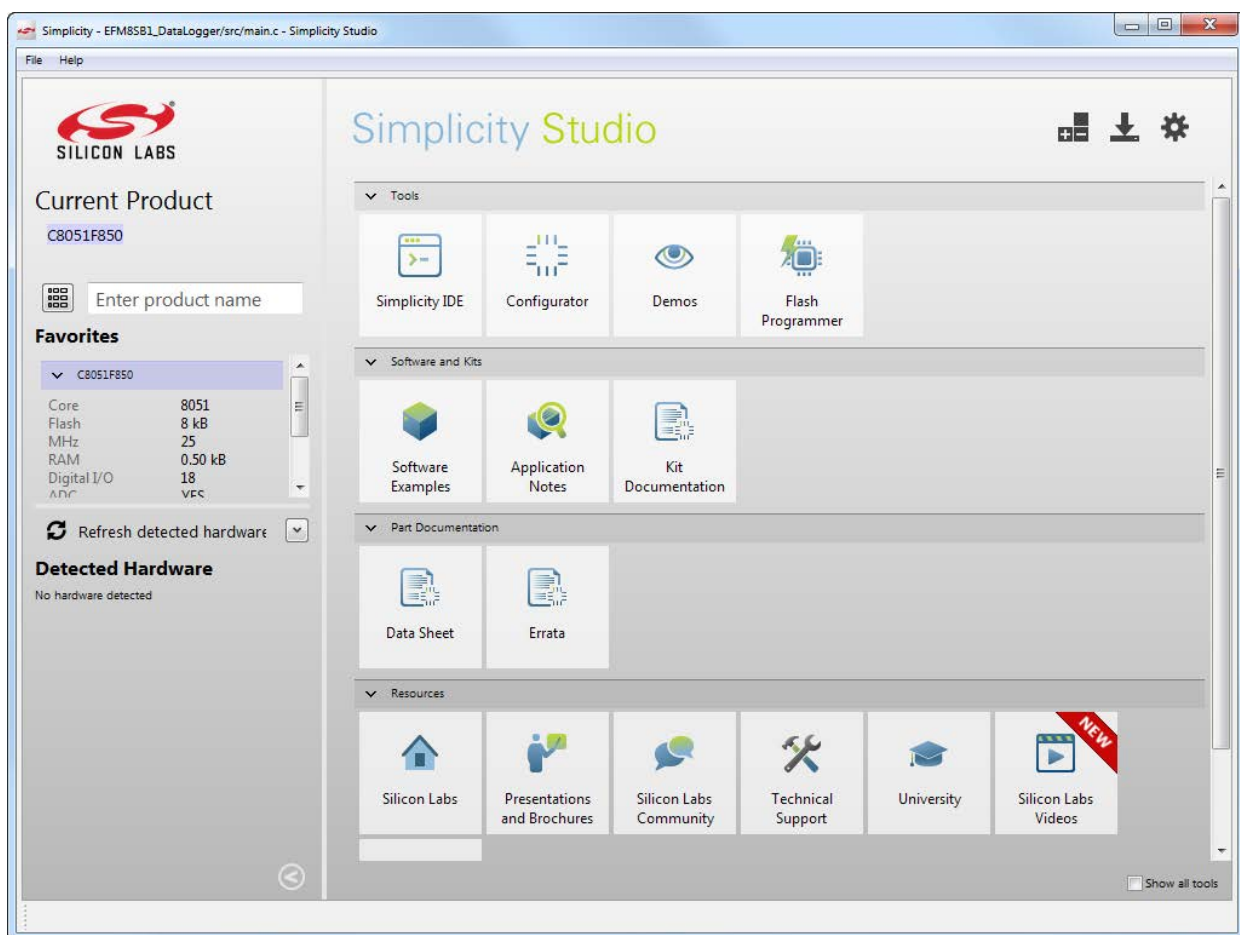 Simplicity - EFM8SB1_DataLogger/src/main.c - Simplicity Studio
File Help
SILICON LABS
Simplicity Studio
Current Product
C8051F850
Enter product name
Favorites
C8051F850
Core 8051
Flash 8 kB
MHz 25
RAM 0.50 kB
Digital I/O 18
ADC YES
Refresh detected hardware
Detected Hardware
No hardware detected
Tools
Simplicity IDE
Configurator
Demos
Flash
Programmer
Software and Kits
Software
Examples
Application
Notes
Kit
Documentation
Part Documentation
Data Sheet
Errata
Resources
Silicon Labs
Presentations
and Brochures
Silicon Labs
Community
Technical
Support
University
NEW
Silicon Labs
Videos
Show all tools